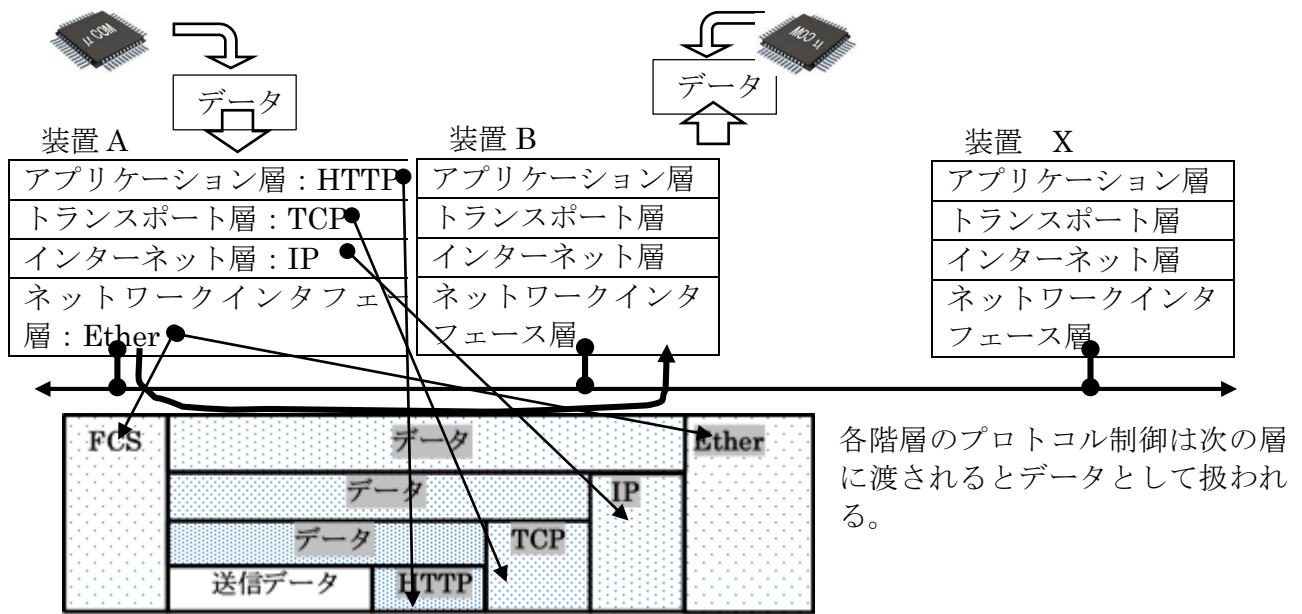 μ COM
μ COM
データ
データ
装置 A
装置 B
装置 X
アプリケーション層：HTTP
トランスポート層：TCP
インターネット層：IP
ネットワークインタフェー
層：Ether
アプリケーション層
トランスポート層
インターネット層
ネットワークインタ
フェース層
アプリケーション層
トランスポート層
インターネット層
ネットワークインタ
フェース層
FCS
データ
Ether
データ
IP
データ
TCP
送信データ
HTTP
各階層のプロトコル制御は次の層
に渡されるとデータとして扱われ
る。